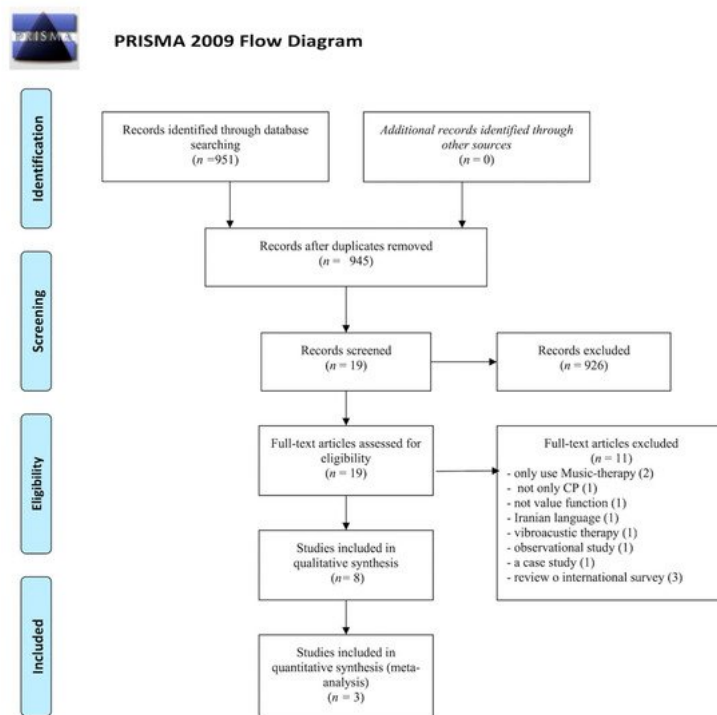 PRISMA
PRISMA 2009 Flow Diagram
Identification
Records identified through database
searching
(n =951)
Additional records identified through
other sources
(n = 0)
Records after duplicates removed
(n = 945)
Screening
Records screened
(n = 19)
Records excluded
(n = 926)
Eligibility
Full-text articles assessed for
eligibility
(n = 19)
Full-text articles excluded
(n = 11)
- only use Music-therapy (2)
- not only CP (1)
- not value function (1)
- Iranian language (1)
- vibroacustic therapy (1)
- observational study (1)
- a case study (1)
- review o international survey (3)
Studies included in
qualitative synthesis
(n= 8)
Included
Studies included in
quantitative synthesis (meta-
analysis)
(n = 3)